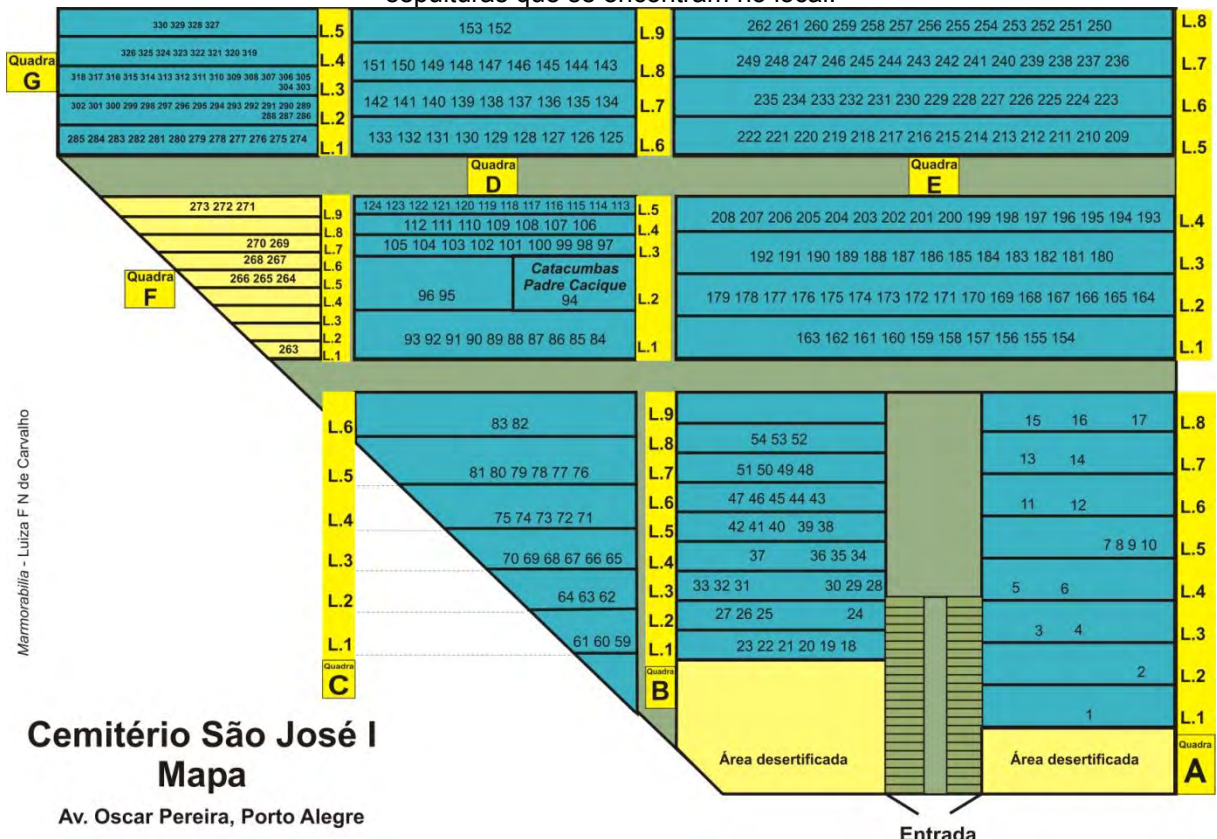 sepulturas que se encontram no local.
330 329 328 327
L.5
326 325 324 323 322 321 320 319
L.4
Quadra
G
318 317 316 315 314 313 312 311 310 309 308 307 306 305
304 303
L.3
302 301 300 299 298 297 296 295 294 293 292 291 290 289
288 287 286
L.2
285 284 283 282 281 280 279 278 277 276 275 274
L.1
153 152
L.9
151 150 149 148 147 146 145 144 143
L.8
142 141 140 139 138 137 136 135 134
L.7
133 132 131 130 129 128 127 126 125
L.6
262 261 260 259 258 257 256 255 254 253 252 251 250
L.8
249 248 247 246 245 244 243 242 241 240 239 238 237 236
L.7
235 234 233 232 231 230 229 228 227 226 225 224 223
L.6
222 221 220 219 218 217 216 215 214 213 212 211 210 209
L.5
Quadra
D
Quadra
E
273 272 271
L.9
L.8
270 269
L.7
268 267
L.6
Quadra
F
266 265 264
L.5
L.4
L.3
L.2
263
L.1
124 123 122 121 120 119 118 117 116 115 114 113
L.5
112 111 110 109 108 107 106
L.4
105 104 103 102 101 100 99 98 97
L.3
96 95
Catacumbas
Padre Cacique
94
L.2
93 92 91 90 89 88 87 86 85 84
L.1
208 207 206 205 204 203 202 201 200 199 198 197 196 195 194 193
L.4
192 191 190 189 188 187 186 185 184 183 182 181 180
L.3
179 178 177 176 175 174 173 172 171 170 169 168 167 166 165 164
L.2
163 162 161 160 159 158 157 156 155 154
L.1
L.6
83 82
L.5
81 80 79 78 77 76
L.4
75 74 73 72 71
L.3
70 69 68 67 66 65
L.2
64 63 62
L.1
61 60 59
Quadra
C
L.9
L.8
54 53 52
L.7
51 50 49 48
L.6
47 46 45 44 43
L.5
42 41 40 39 38
L.4
37 36 35 34
L.3
33 32 31 30 29 28
L.2
27 26 25 24
L.1
23 22 21 20 19 18
Quadra
B
Área desertificada
15 16 17
L.8
13 14
L.7
11 12
L.6
7 8 9 10
L.5
5 6
L.4
3 4
L.3
2
L.2
1
L.1
Quadra
A
Área desertificada
Entrada
Marmorabilia - Luiza F N de Carvalho
Cemitério São José I
Mapa
Av. Oscar Pereira, Porto Alegre